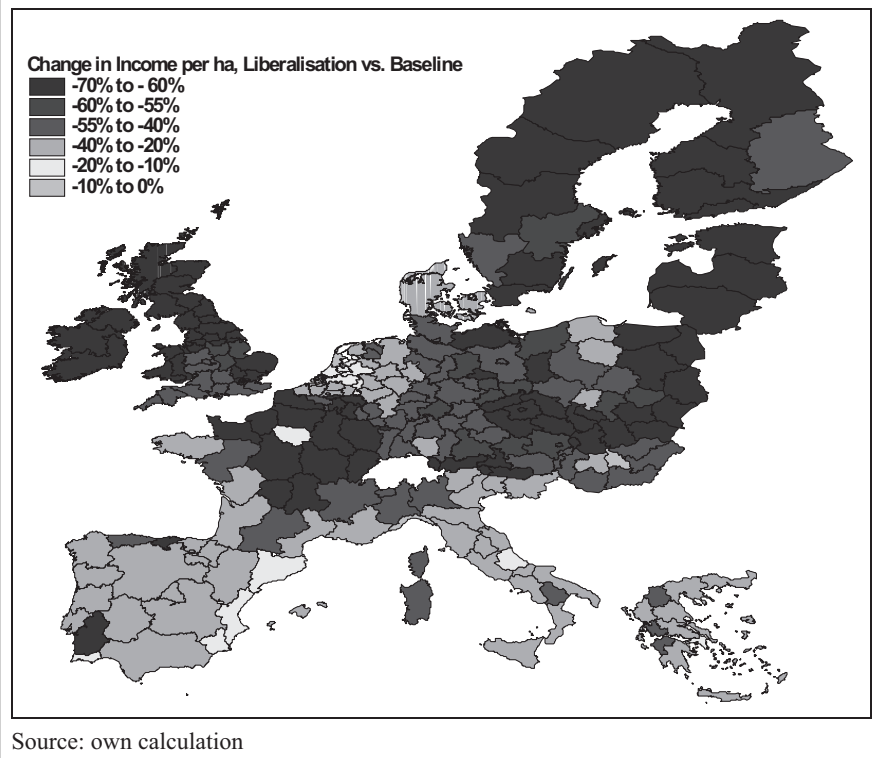 Change in Income per ha, Liberalisation vs. Baseline
-70% to - 60%
-60% to -55%
-55% to -40%
-40% to -20%
-20% to -10%
-10% to 0%
Source: own calculation